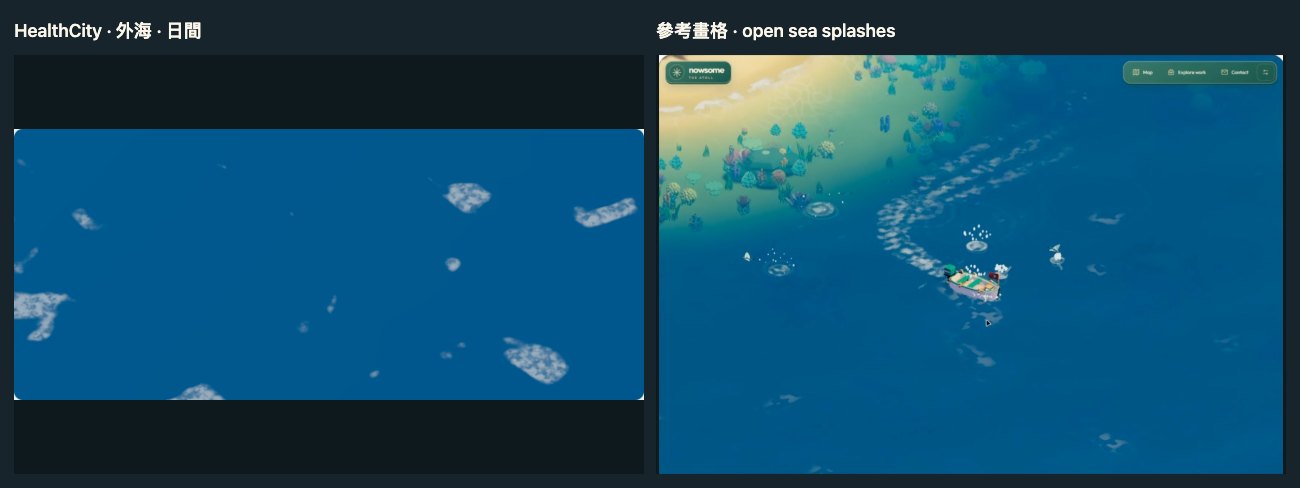 HealthCity · 外海 · 日間
參考畫格 · open sea splashes
nowsome
THE ATOLL
Map
Explore work
Contact